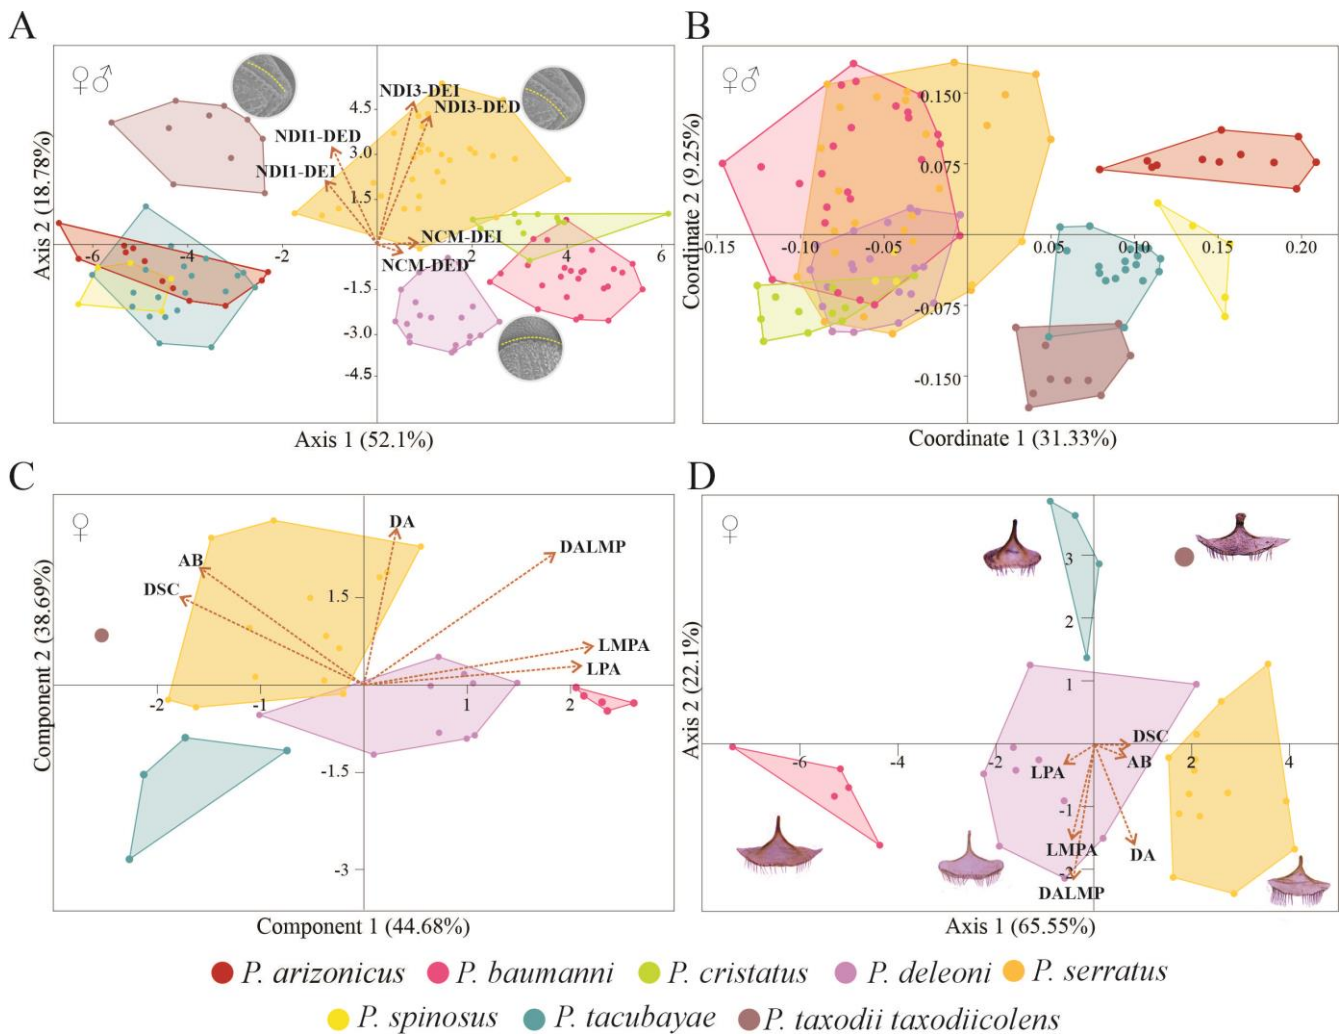 A
♀♂
Axis 2 (18.78%)
4.5
3.0
1.5
-1.5
-3.0
-4.5
-6
-4
-2
2
4
6
NDI3-DEI
NDI3-DED
NDI1-DED
NDI1-DEI
NCM-DEI
NCM-DED
Axis 1 (52.1%)
B
♀♂
Coordinate 2 (9.25%)
0.150
0.075
-0.075
-0.150
-0.15
-0.10
-0.05
0.05
0.10
0.15
0.20
Coordinate 1 (31.33%)
C
♀
Component 2 (38.69%)
1.5
-1.5
-3
-2
-1
1
2
DA
DALMP
AB
DSC
LMPA
LPA
Component 1 (44.68%)
D
♀
Axis 2 (22.1%)
3
2
1
-1
-2
-6
-4
-2
2
4
DSC
AB
LPA
LMPA
DA
DALMP
Axis 1 (65.55%)
P. arizonicus P. baumanni P. cristatus P. deleoni P. serratus
P. spinosus P. tacubayae P. taxodii taxodiicolens